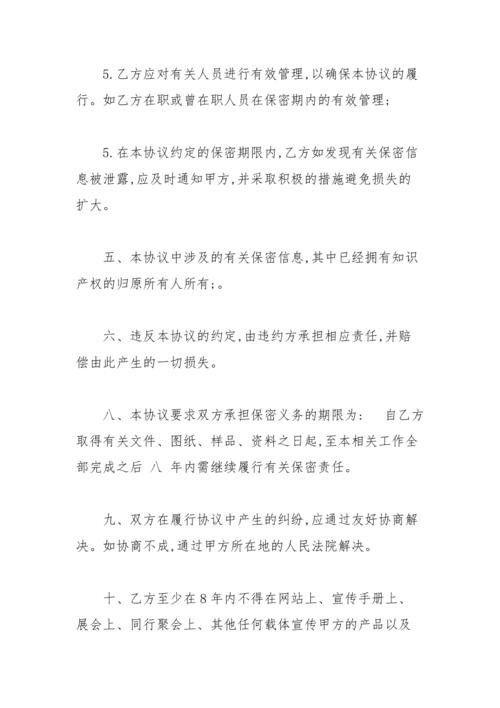 5.乙方应对有关人员进行有效管理,以确保本协议的履
行。如乙方在职或曾在职人员在保密期内的有效管理;
5.在本协议约定的保密期限内,乙方如发现有关保密信
息被泄露,应及时通知甲方,并采取积极的措施避免损失的
扩大。
五、本协议中涉及的有关保密信息,其中已经拥有知识
产权的归原所有人所有;。
六、违反本协议的约定,由违约方承担相应责任,并赔
偿由此产生的一切损失。
八、本协议要求双方承担保密义务的期限为: 自乙方
取得有关文件、图纸、样品、资料之日起,至本相关工作全
部完成之后 八 年内需继续履行有关保密责任。
九、双方在履行协议中产生的纠纷,应通过友好协商解
决。如协商不成,通过甲方所在地的人民法院解决。
十、乙方至少在8年内不得在网站上、宣传手册上、
展会上、同行聚会上、其他任何载体宣传甲方的产品以及